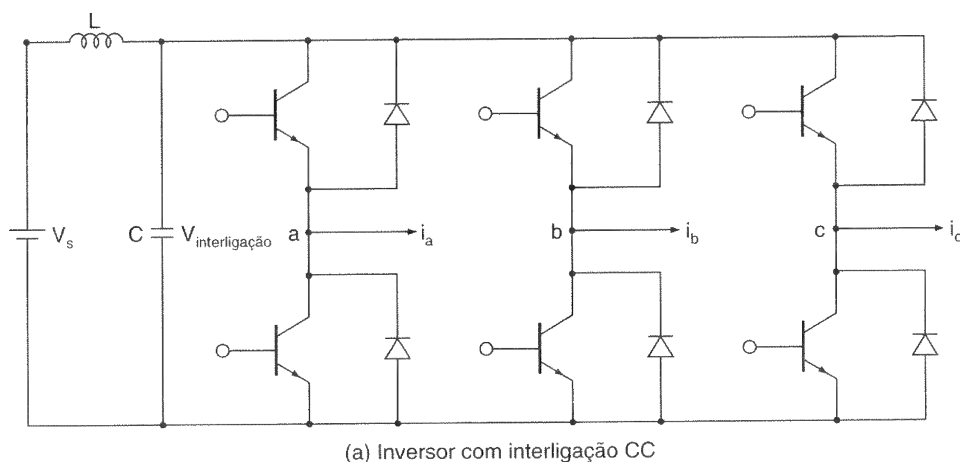 L
V_s
C
V_interligação
a
i_a
b
i_b
c
i_c
(a) Inversor com interligação CC